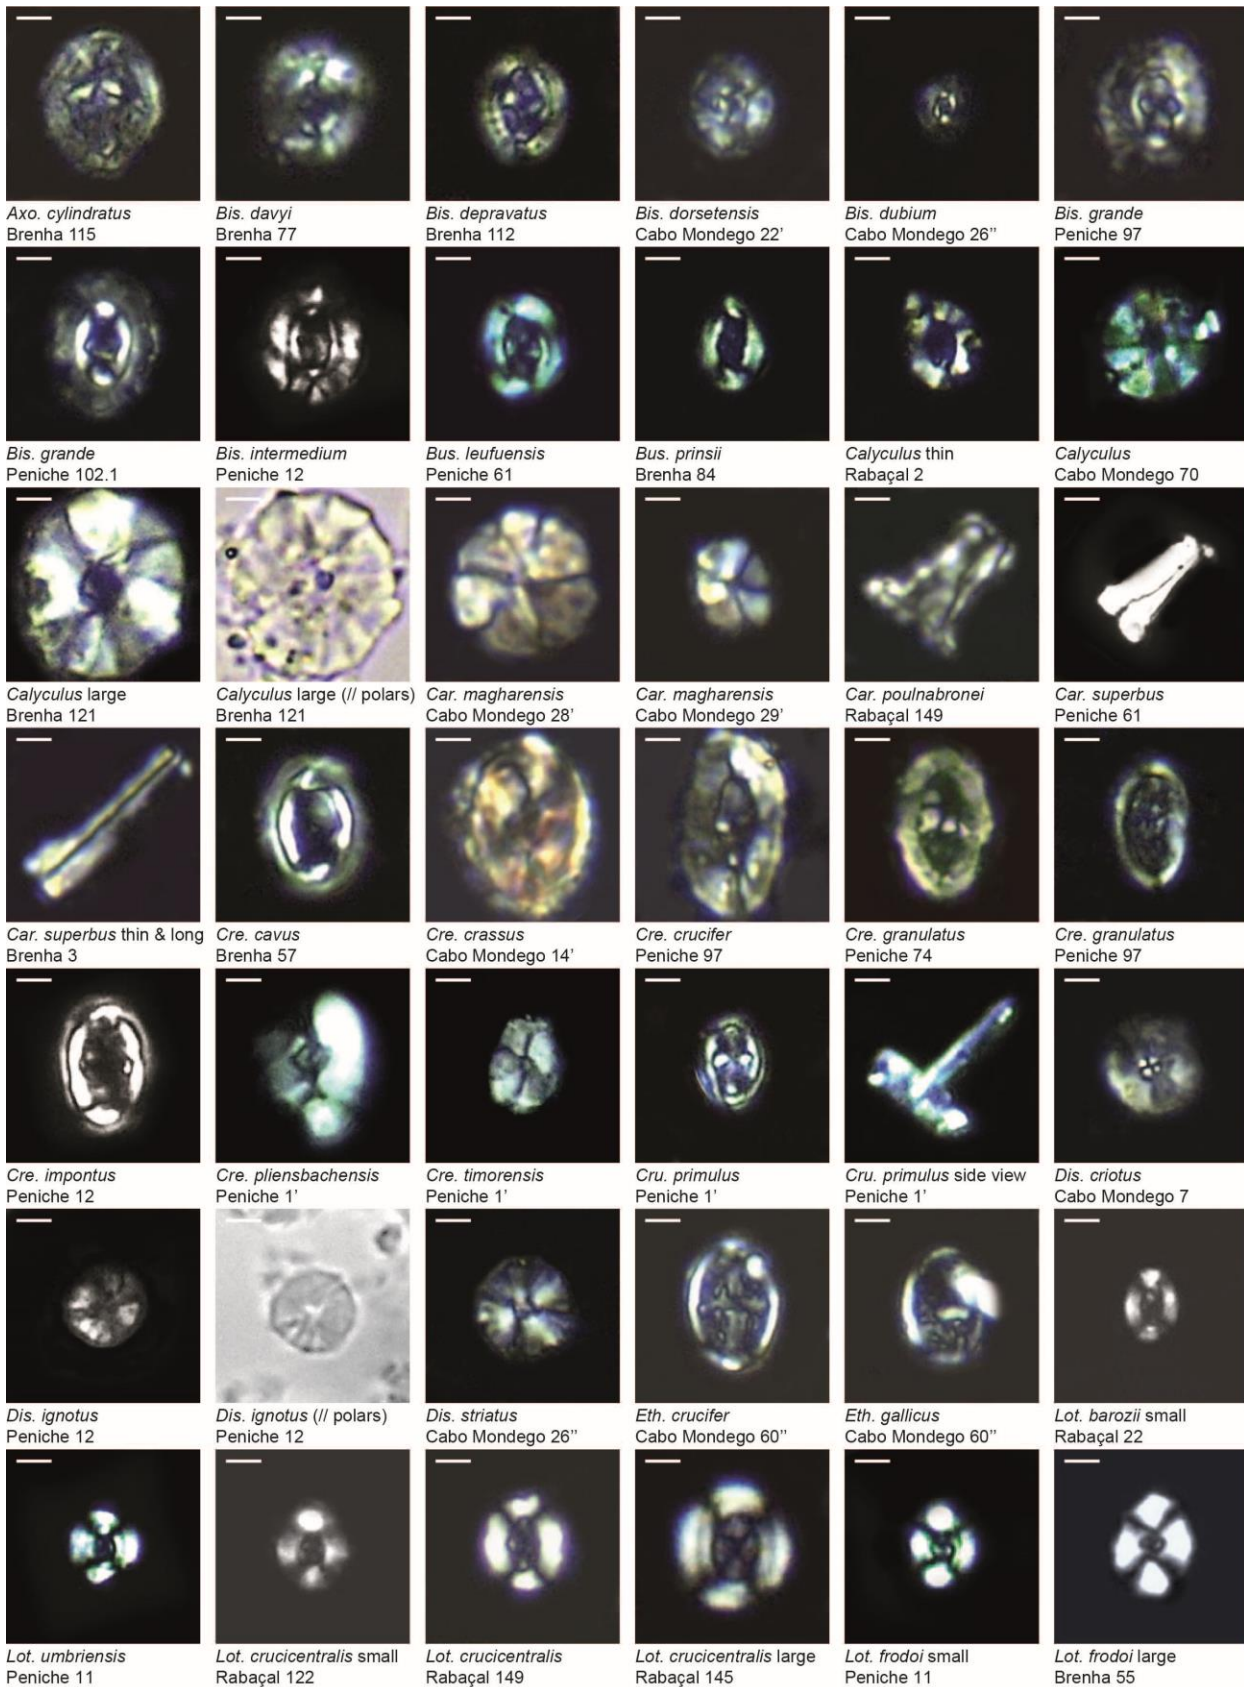 Axo. cylindratus
Brenha 115
Bis. davyi
Brenha 77
Bis. depravatus
Brenha 112
Bis. dorsetensis
Cabo Mondego 22’
Bis. dubium
Cabo Mondego 26’’
Bis. grande
Peniche 97
Bis. grande
Peniche 102.1
Bis. intermedium
Peniche 12
Bus. leufuensis
Peniche 61
Bus. prinsii
Brenha 84
Calyculus thin
Rabaçal 2
Calyculus
Cabo Mondego 70
Calyculus large
Brenha 121
Calyculus large (// polars)
Brenha 121
Car. magharensis
Cabo Mondego 28’
Car. magharensis
Cabo Mondego 29’
Car. poulnabronei
Rabaçal 149
Car. superbus
Peniche 61
Car. superbus thin & long
Brenha 3
Cre. cavus
Brenha 57
Cre. crassus
Cabo Mondego 14’
Cre. crucifer
Peniche 97
Cre. granulatus
Peniche 74
Cre. granulatus
Peniche 97
Cre. impontus
Peniche 12
Cre. pliensbachensis
Peniche 1’
Cre. timorensis
Peniche 1’
Cru. primulus
Peniche 1’
Cru. primulus side view
Peniche 1’
Dis. criotus
Cabo Mondego 7
Dis. ignotus
Peniche 12
Dis. ignotus (// polars)
Peniche 12
Dis. striatus
Cabo Mondego 26’’
Eth. crucifer
Cabo Mondego 60’’
Eth. gallicus
Cabo Mondego 60’’
Lot. barozii small
Rabaçal 22
Lot. umbriensis
Peniche 11
Lot. crucicentralis small
Rabaçal 122
Lot. crucicentralis
Rabaçal 149
Lot. crucicentralis large
Rabaçal 145
Lot. frodoi small
Peniche 11
Lot. frodoi large
Brenha 55